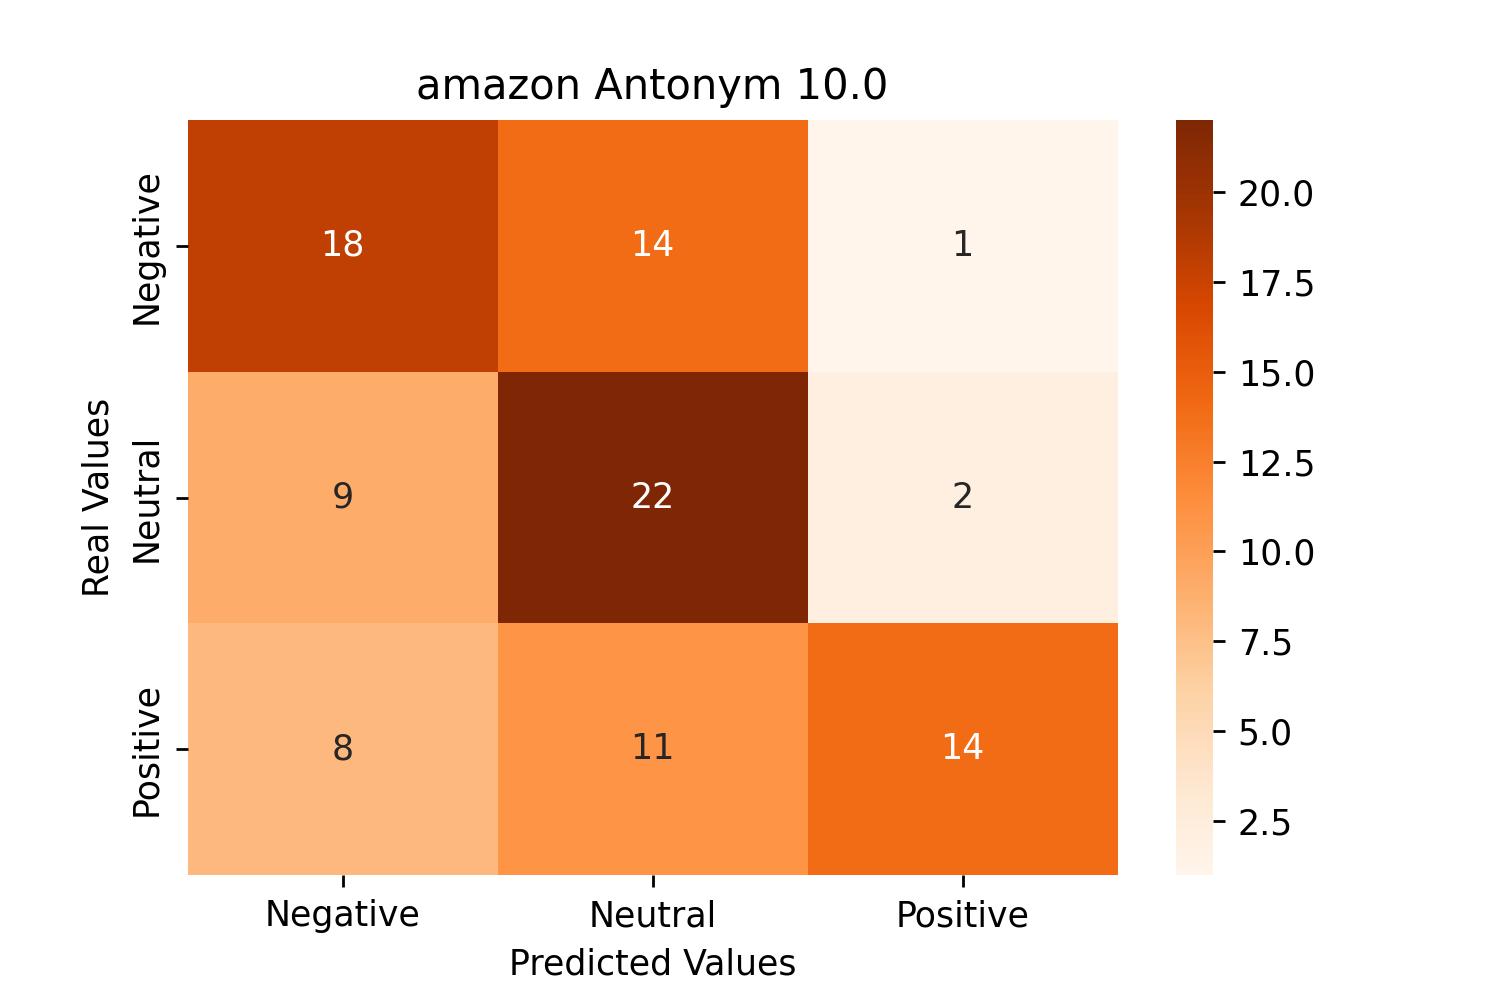 amazon Antonym 10.0
Real Values
Negative
18 14 1
Neutral
9 22 2
Positive
8 11 14
Negative Neutral Positive
Predicted Values
20.0
17.5
15.0
12.5
10.0
7.5
5.0
2.5